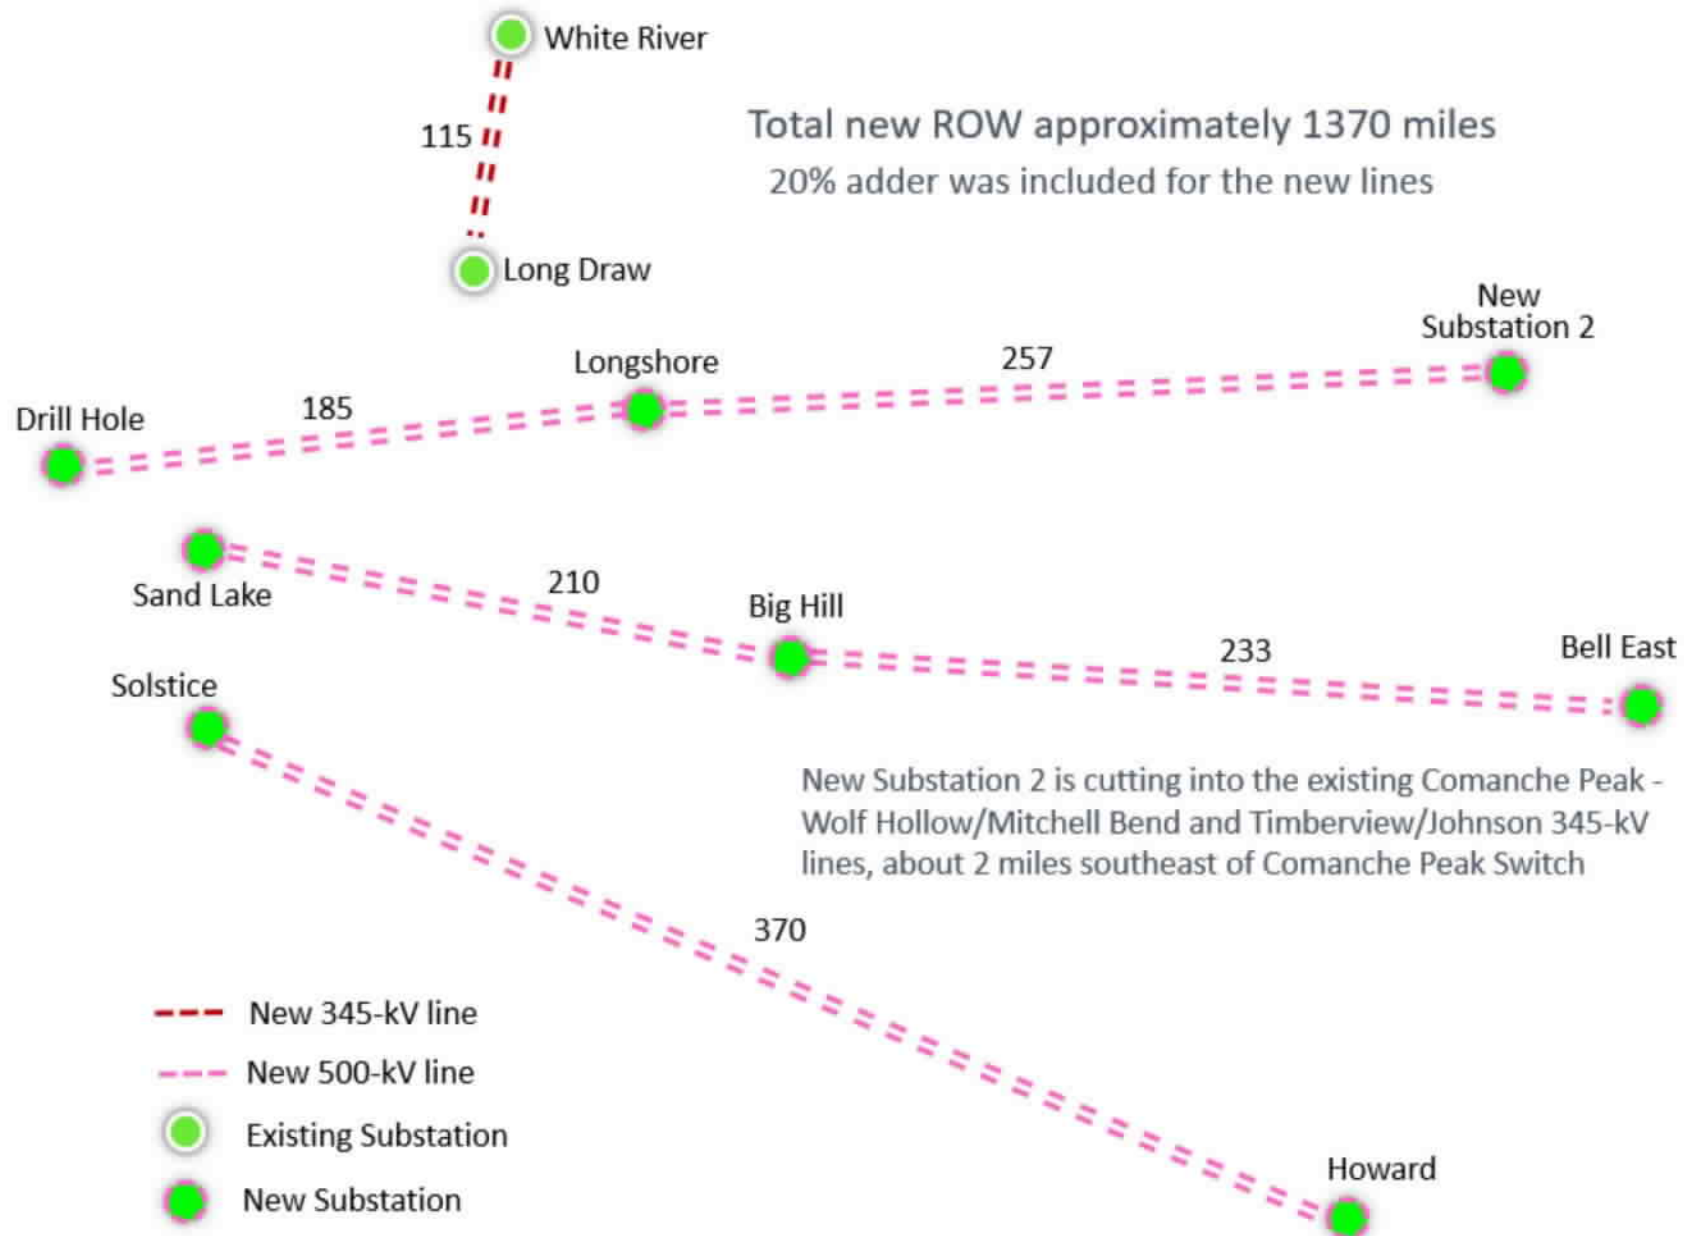 White River
115
Total new ROW approximately 1370 miles
20% adder was included for the new lines
Long Draw
New
Substation 2
Longshore
257
185
Drill Hole
Sand Lake
210
Big Hill
233
Bell East
Solstice
New Substation 2 is cutting into the existing Comanche Peak -
Wolf Hollow/Mitchell Bend and Timberview/Johnson 345-kV
lines, about 2 miles southeast of Comanche Peak Switch
370
New 345-kV line
New 500-kV line
Existing Substation
New Substation
Howard